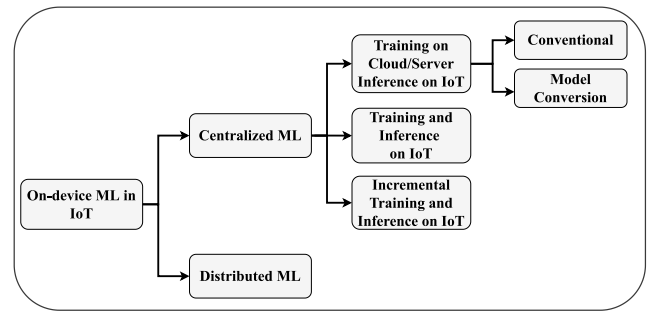 On-device ML in
IoT
Centralized ML
Distributed ML
Training on
Cloud/Server
Inference on IoT
Training and
Inference
on IoT
Incremental
Training and
Inference on IoT
Conventional
Model
Conversion